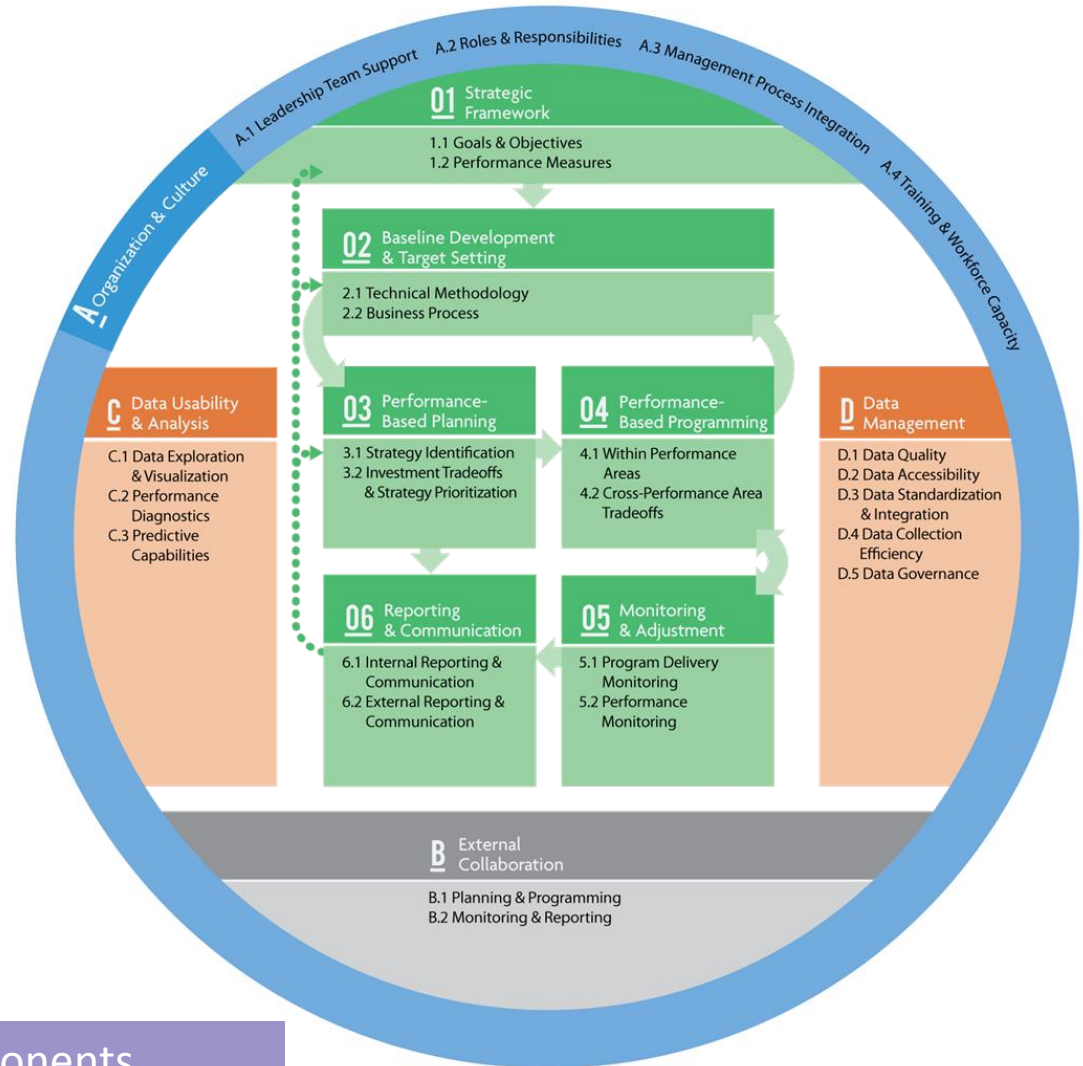 A.1 Leadership Team Support
A.2 Roles & Responsibilities
A.3 Management Process Integration
A.4 Training & Workforce Capacity
A Organization & Culture
01 Strategic
Framework
1.1 Goals & Objectives
1.2 Performance Measures
02 Baseline Development
& Target Setting
2.1 Technical Methodology
2.2 Business Process
C Data Usability
& Analysis
C.1 Data Exploration
& Visualization
C.2 Performance
Diagnostics
C.3 Predictive
Capabilities
03 Performance-
Based Planning
3.1 Strategy Identification
3.2 Investment Tradeoffs
& Strategy Prioritization
04 Performance-
Based Programming
4.1 Within Performance
Areas
4.2 Cross-Performance Area
Tradeoffs
D Data
Management
D.1 Data Quality
D.2 Data Accessibility
D.3 Data Standardization
& Integration
D.4 Data Collection
Efficiency
D.5 Data Governance
06 Reporting
& Communication
6.1 Internal Reporting &
Communication
6.2 External Reporting &
Communication
05 Monitoring
& Adjustment
5.1 Program Delivery
Monitoring
5.2 Performance
Monitoring
B External
Collaboration
B.1 Planning & Programming
B.2 Monitoring & Reporting